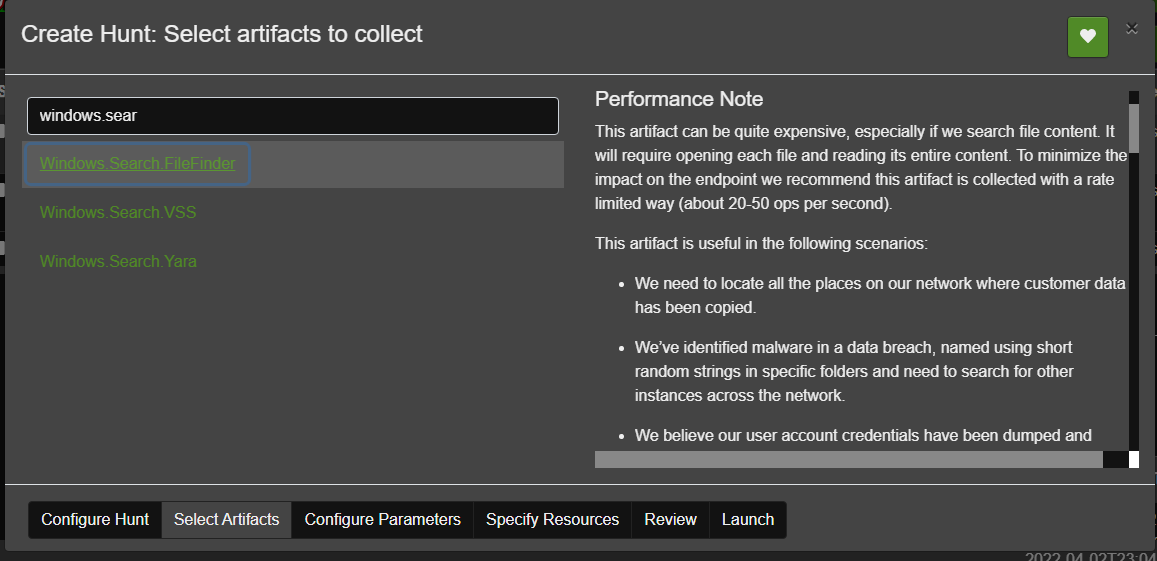 Create Hunt: Select artifacts to collect
windows.sear
Windows.Search.FileFinder
Windows.Search.VSS
Windows.Search.Yara
Performance Note
This artifact can be quite expensive, especially if we search file content. It
will require opening each file and reading its entire content. To minimize the
impact on the endpoint we recommend this artifact is collected with a rate
limited way (about 20-50 ops per second).
This artifact is useful in the following scenarios:
• We need to locate all the places on our network where customer data
has been copied.
• We’ve identified malware in a data breach, named using short
random strings in specific folders and need to search for other
instances across the network.
• We believe our user account credentials have been dumped and
Configure Hunt Select Artifacts Configure Parameters Specify Resources Review Launch
2022-04-02T23:04